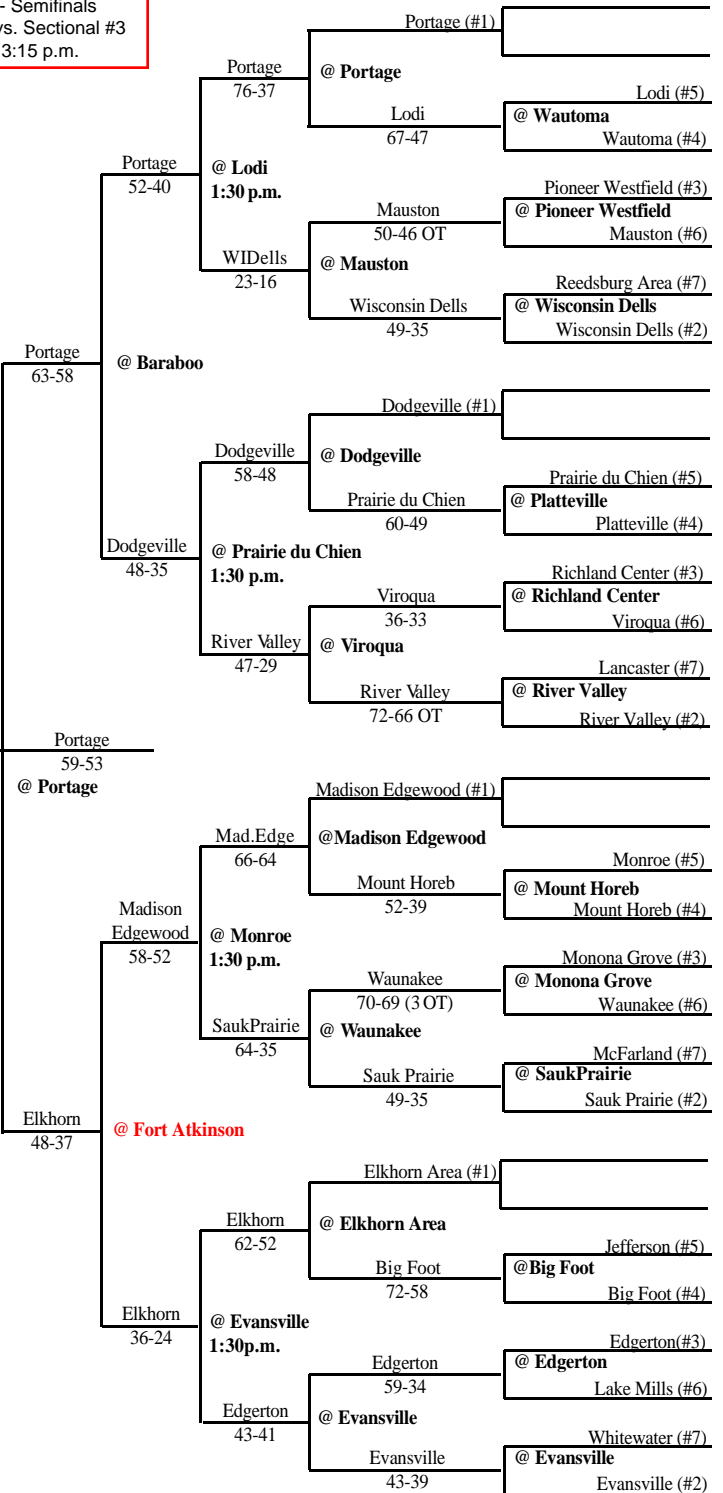 - Semifinals
vs. Sectional #3
3:15 p.m.
Portage (#1)
Portage
76-37
@ Portage
Lodi (#5)
Lodi
67-47
@ Wautoma
Wautoma (#4)
Portage
52-40
@ Lodi
1:30 p.m.
Pioneer Westfield (#3)
Mauston
50-46 OT
@ Pioneer Westfield
Mauston (#6)
WIDells
23-16
@ Mauston
Reedsburg Area (#7)
Wisconsin Dells
49-35
@ Wisconsin Dells
Wisconsin Dells (#2)
Portage
63-58
@ Baraboo
Dodgeville (#1)
Dodgeville
58-48
@ Dodgeville
Prairie du Chien (#5)
Prairie du Chien
60-49
@ Platteville
Platteville (#4)
Dodgeville
48-35
@ Prairie du Chien
1:30 p.m.
Richland Center (#3)
Viroqua
36-33
@ Richland Center
Viroqua (#6)
River Valley
47-29
@ Viroqua
Lancaster (#7)
River Valley
72-66 OT
@ River Valley
River Valley (#2)
Portage
59-53
@ Portage
Madison Edgewood (#1)
Mad.Edge
66-64
@Madison Edgewood
Monroe (#5)
Mount Horeb
52-39
@ Mount Horeb
Mount Horeb (#4)
Madison
Edgewood
58-52
@ Monroe
1:30 p.m.
Monona Grove (#3)
Waunakee
70-69 (3 OT)
@ Monona Grove
Waunakee (#6)
SaukPrairie
64-35
@ Waunakee
McFarland (#7)
Sauk Prairie
49-35
@ SaukPrairie
Sauk Prairie (#2)
Elkhorn
48-37
@ Fort Atkinson
Elkhorn Area (#1)
Elkhorn
62-52
@ Elkhorn Area
Jefferson (#5)
Big Foot
72-58
@Big Foot
Big Foot (#4)
Elkhorn
36-24
@ Evansville
1:30p.m.
Edgerton(#3)
Edgerton
59-34
@ Edgerton
Lake Mills (#6)
Edgerton
43-41
@ Evansville
Whitewater (#7)
Evansville
43-39
@ Evansville
Evansville (#2)